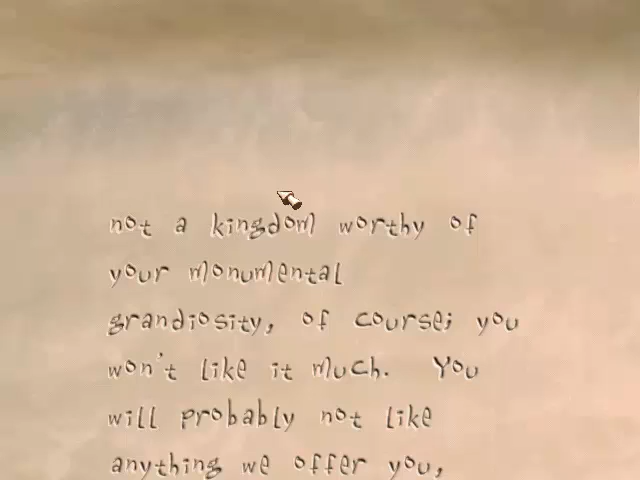 not a kingdom worthy of
your monumental
grandiosity, of course; you
won't like it much.  You
will probably not like
anything we offer you,